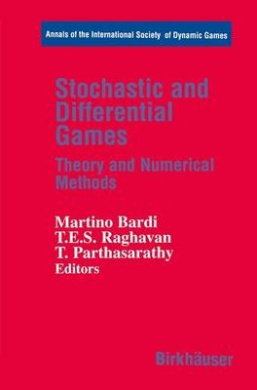 Annals of the International Society of Dynamic Games
Stochastic and
Differential
Games
Theory and Numerical
Methods
Martino Bardi
T.E.S. Raghavan
T. Parthasarathy
Editors
Birkhäuser